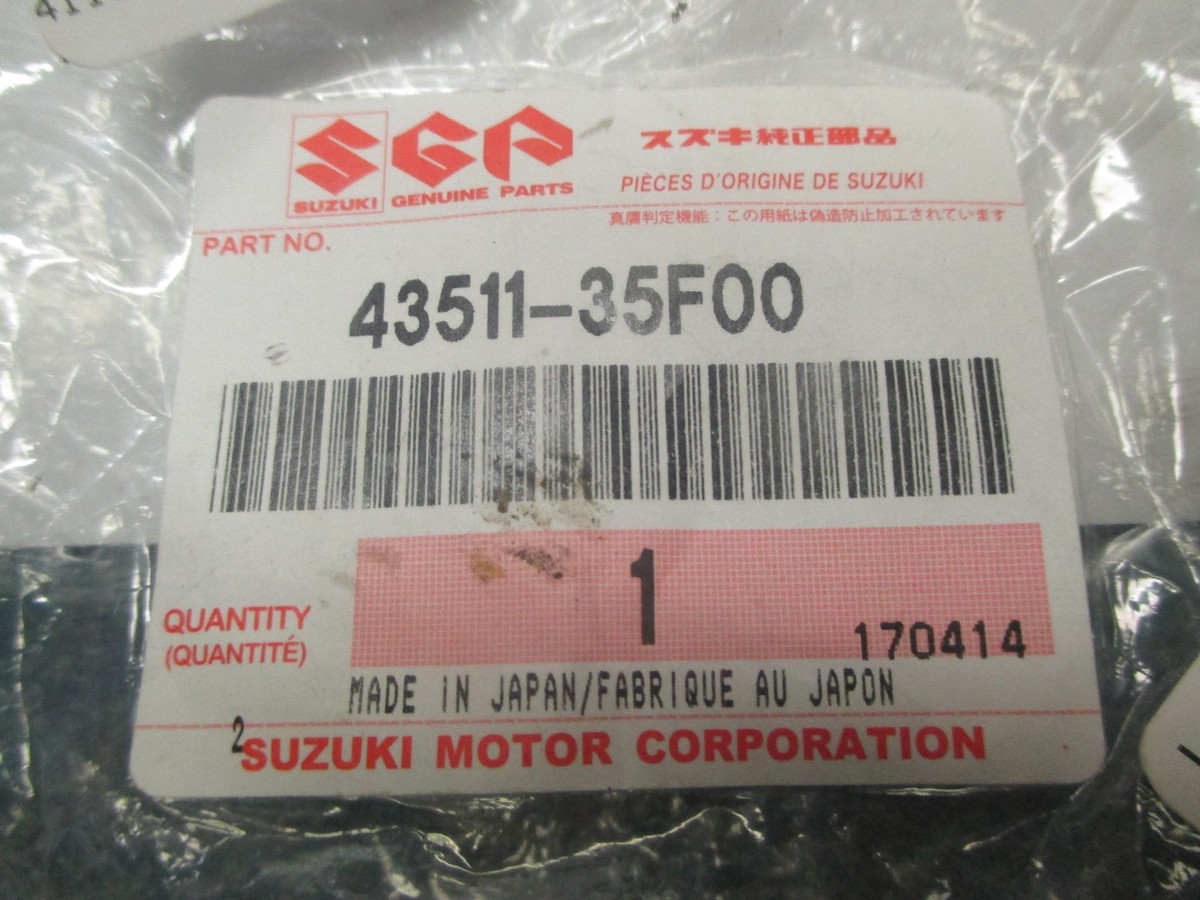 SGP スズキ純正部品
SUZUKI GENUINE PARTS PIÈCES D'ORIGINE DE SUZUKI
真贋判定機能：この用紙は偽造防止加工されています
PART NO.
43511-35F00
1
QUANTITY
(QUANTITÉ)
170414
MADE IN JAPAN/FABRIQUE AU JAPON
2
SUZUKI MOTOR CORPORATION